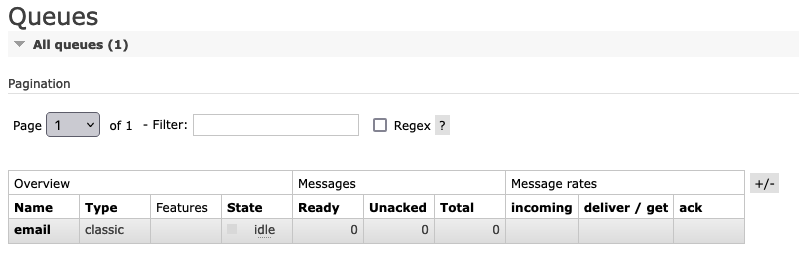 Queues
All queues (1)
Pagination
Page 1 of 1 - Filter: Regex ?
Overview Messages Message rates +/-
Name Type Features State Ready Unacked Total incoming deliver / get ack
email classic idle 0 0 0